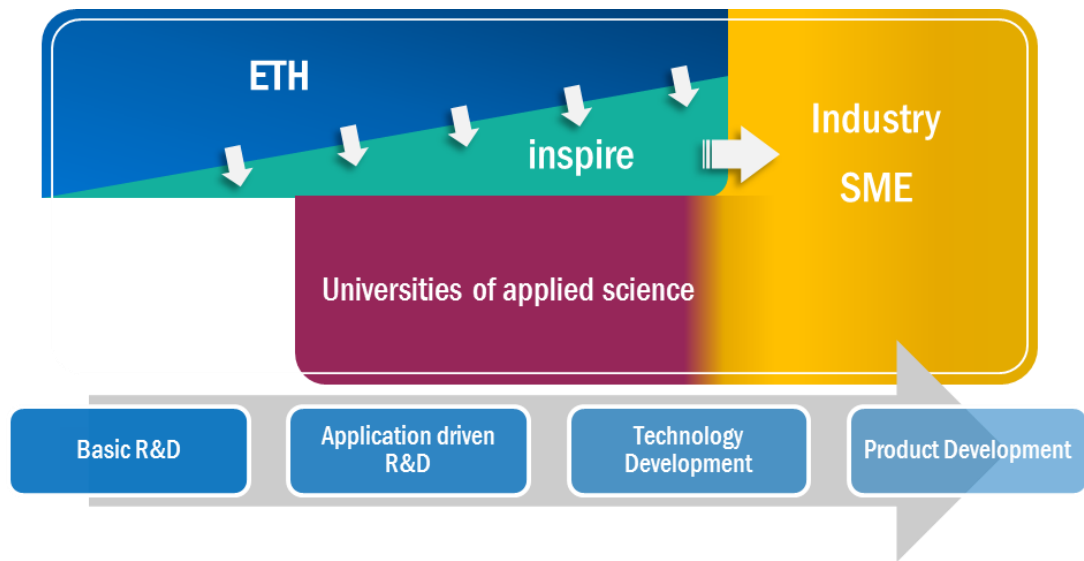 ETH
inspire
Industry
SME
Universities of applied science
Basic R&D
Application driven
R&D
Technology
Development
Product Development